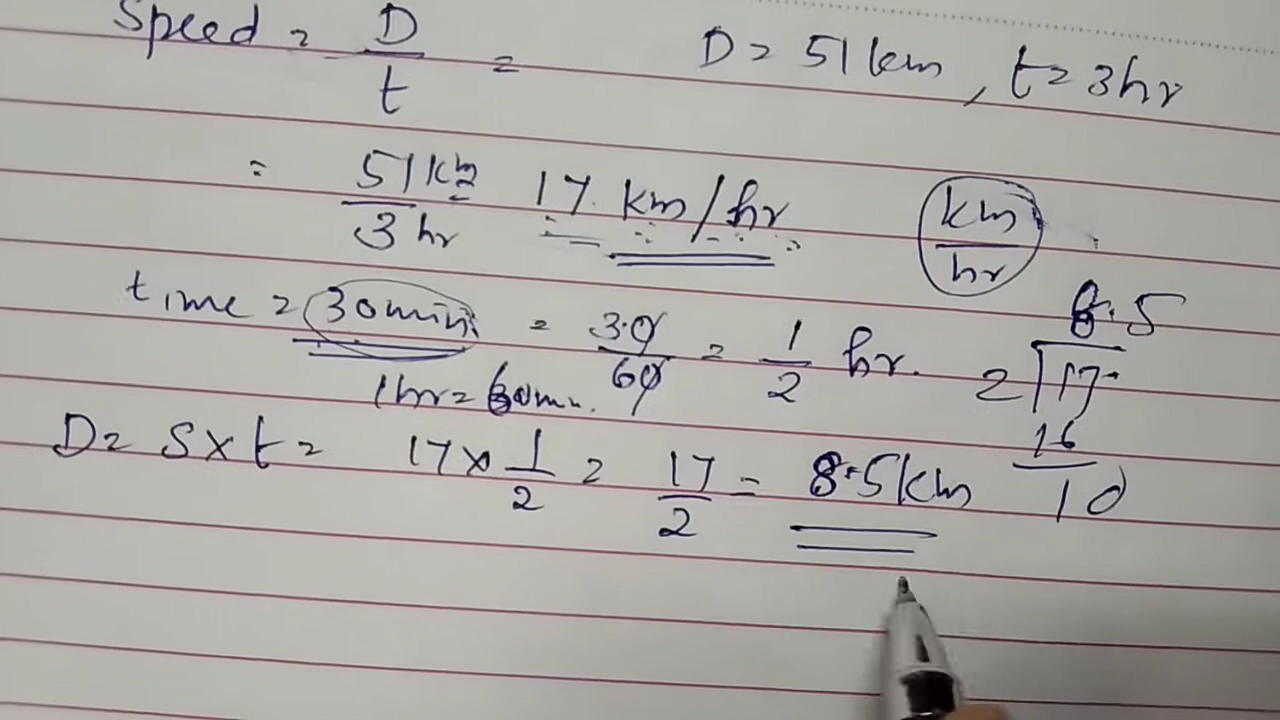 Speed = D/t =     D = 51 km, t = 3 hr
= 51 km/3 hr 17 km/hr     km/hr
time = 30 min = 30/60 = 1/2 hr.     8.5
1 hr = 60 min.     2)17
D = S x t = 17 x 1/2 = 17/2 = 8.5 km     16
10